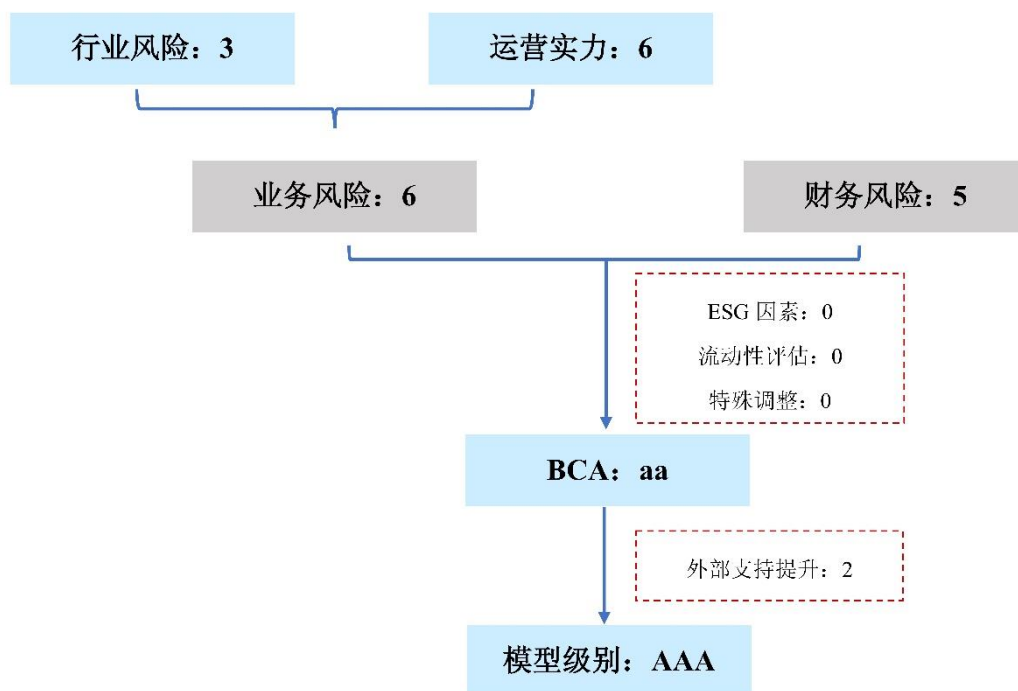 行业风险：3
运营实力：6
业务风险：6
财务风险：5
ESG 因素：0
流动性评估：0
特殊调整：0
BCA：aa
外部支持提升：2
模型级别：AAA